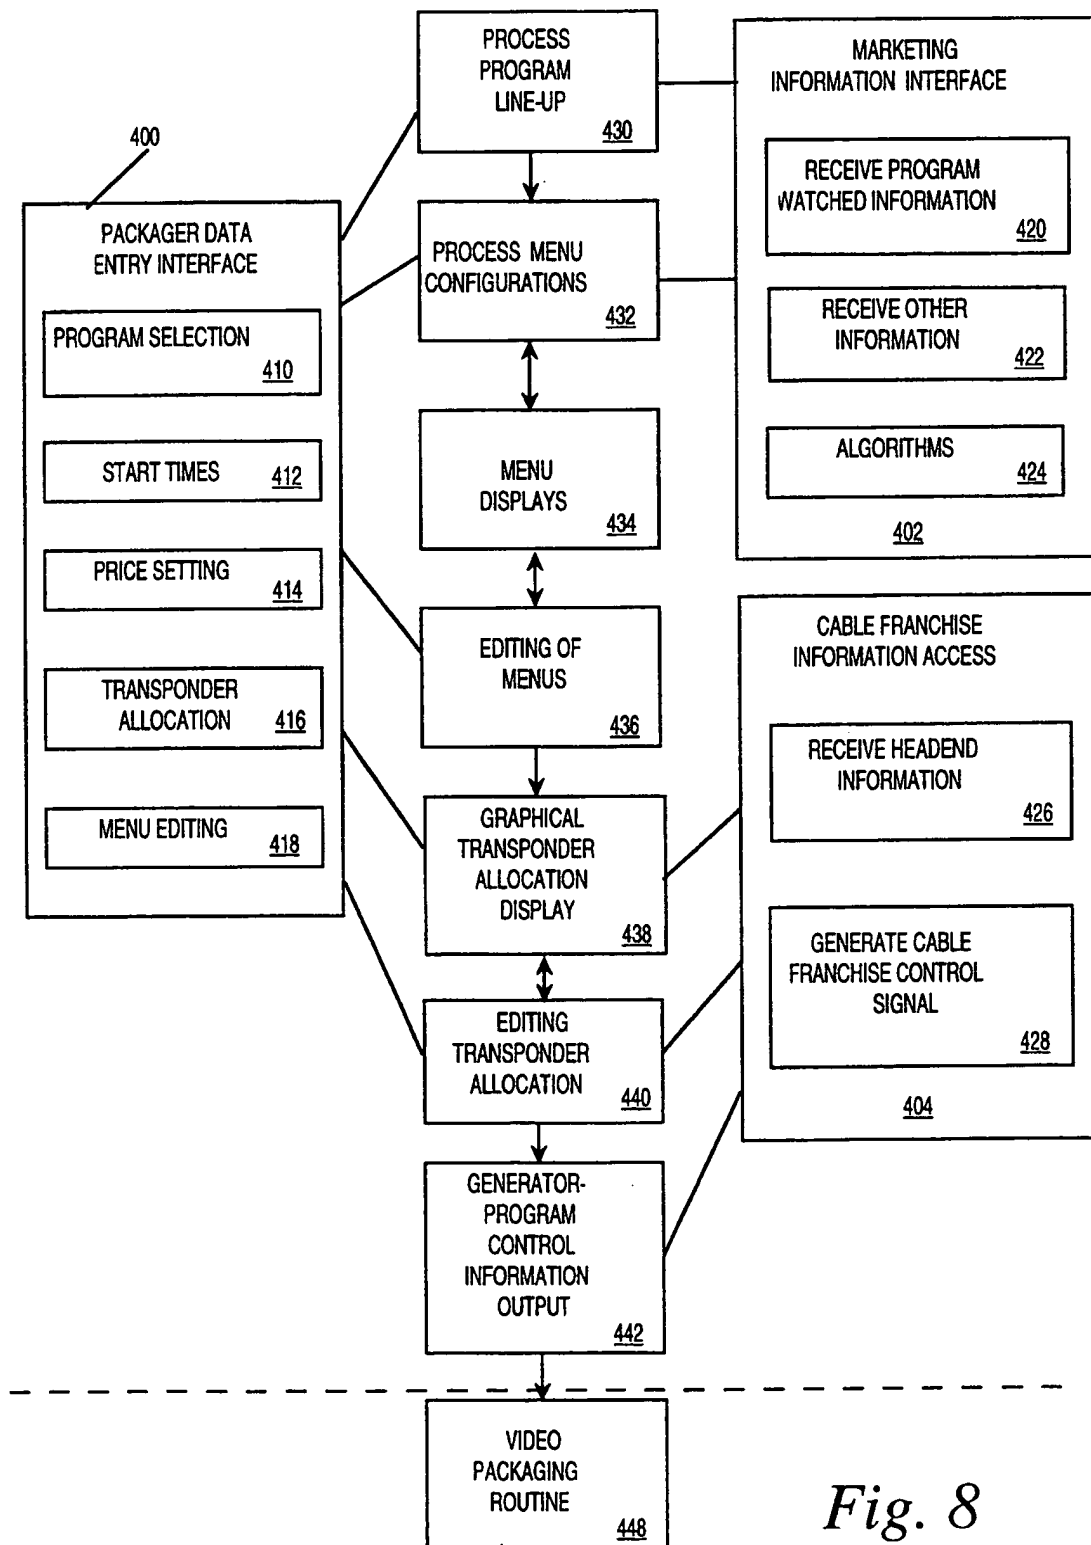 PROCESS
PROGRAM
LINE-UP
430
MARKETING
INFORMATION INTERFACE
RECEIVE PROGRAM
WATCHED INFORMATION
420
RECEIVE OTHER
INFORMATION
422
ALGORITHMS
424
402
400
PACKAGER DATA
ENTRY INTERFACE
PROGRAM SELECTION
410
START TIMES
412
PRICE SETTING
414
TRANSPONDER
ALLOCATION
416
MENU EDITING
418
PROCESS MENU
CONFIGURATIONS
432
MENU
DISPLAYS
434
EDITING OF
MENUS
436
GRAPHICAL
TRANSPONDER
ALLOCATION
DISPLAY
438
EDITING
TRANSPONDER
ALLOCATION
440
CABLE FRANCHISE
INFORMATION ACCESS
RECEIVE HEADEND
INFORMATION
426
GENERATE CABLE
FRANCHISE CONTROL
SIGNAL
428
404
GENERATOR-
PROGRAM
CONTROL
INFORMATION
OUTPUT
442
VIDEO
PACKAGING
ROUTINE
448
Fig. 8